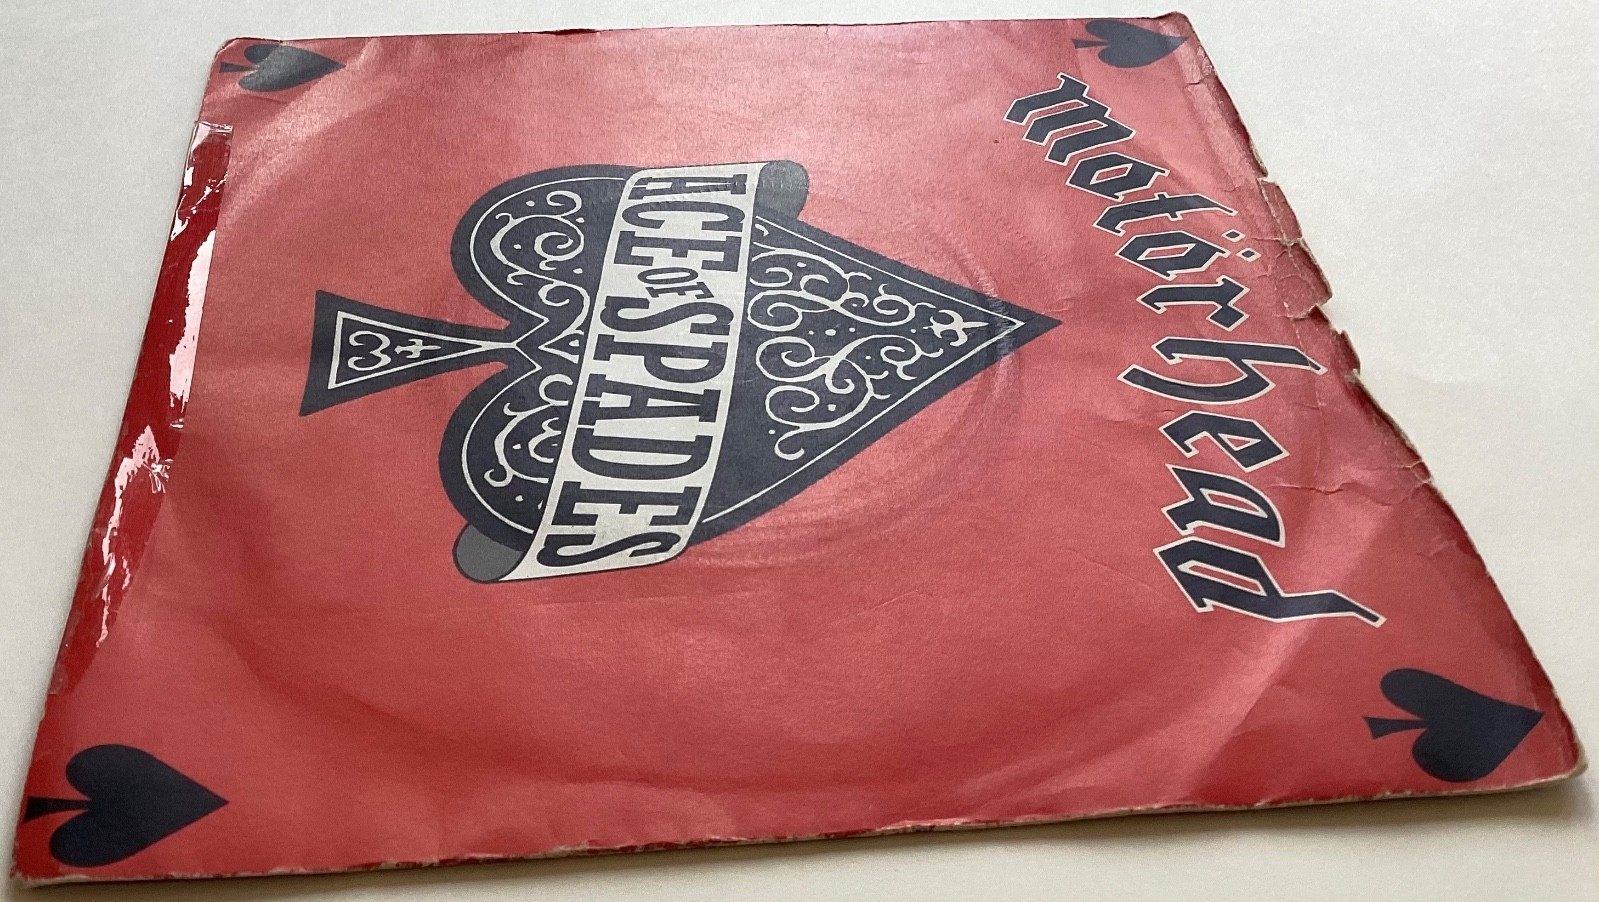 motörhead
ACE OF SPADES